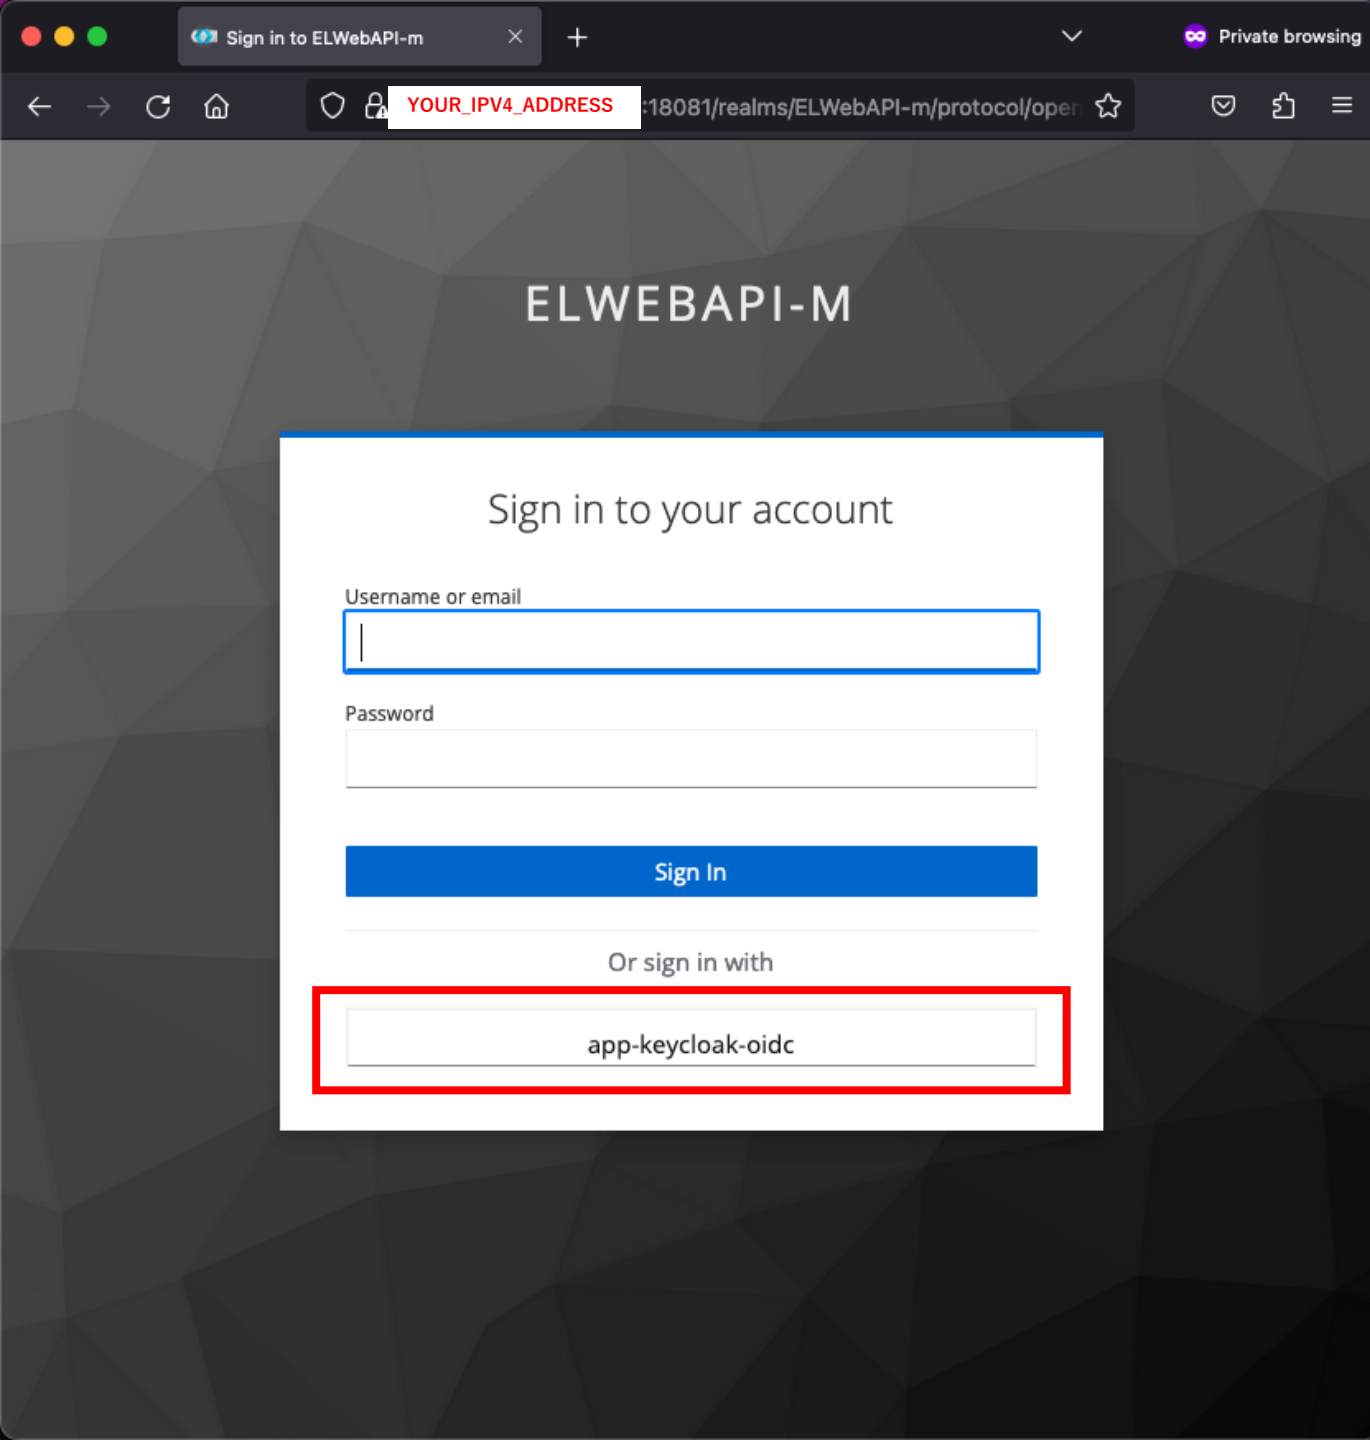 Sign in to ELWebAPI-m
Private browsing
YOUR_IPV4_ADDRESS :18081/realms/ELWebAPI-m/protocol/open
ELWEBAPI-M
Sign in to your account
Username or email
Password
Sign In
Or sign in with
app-keycloak-oidc